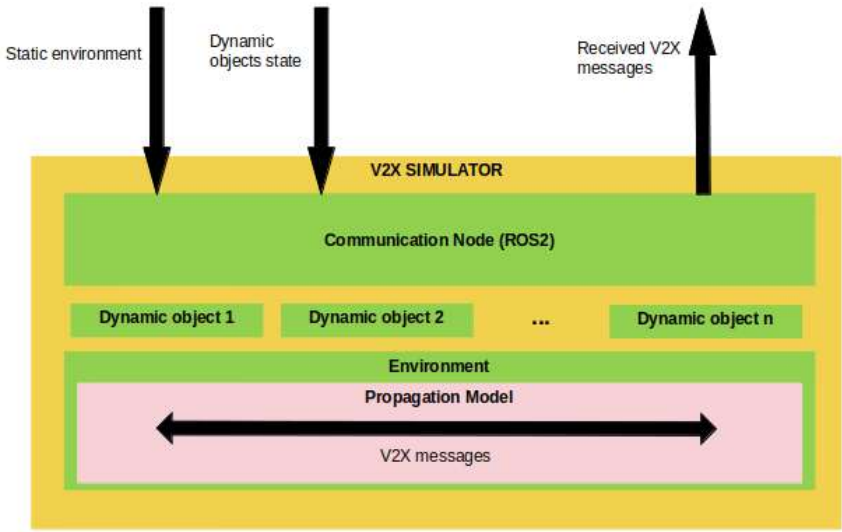 Static environment
Dynamic
objects state
Received V2X
messages
V2X SIMULATOR
Communication Node (ROS2)
Dynamic object 1
Dynamic object 2
...
Dynamic object n
Environment
Propagation Model
V2X messages